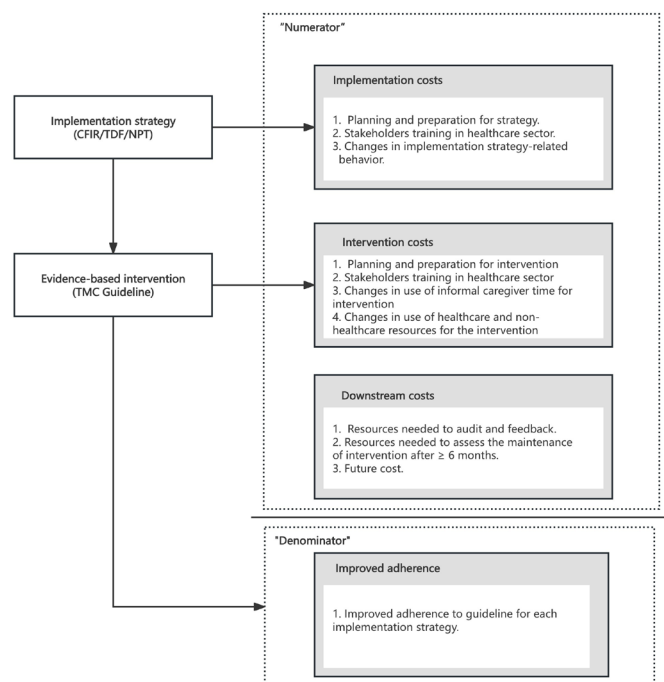 "Numerator"
Implementation costs
1. Planning and preparation for strategy.
2. Stakeholders training in healthcare sector.
3. Changes in implementation strategy-related
behavior.
Implementation strategy
(CFIR/TDF/NPT)
Intervention costs
1. Planning and preparation for intervention
2. Stakeholders training in healthcare sector
3. Changes in use of informal caregiver time for
intervention
4. Changes in use of healthcare and non-
healthcare resources for the intervention
Evidence-based intervention
(TMC Guideline)
Downstream costs
1. Resources needed to audit and feedback.
2. Resources needed to assess the maintenance
of intervention after ≥ 6 months.
3. Future cost.
"Denominator"
Improved adherence
1. Improved adherence to guideline for each
implementation strategy.